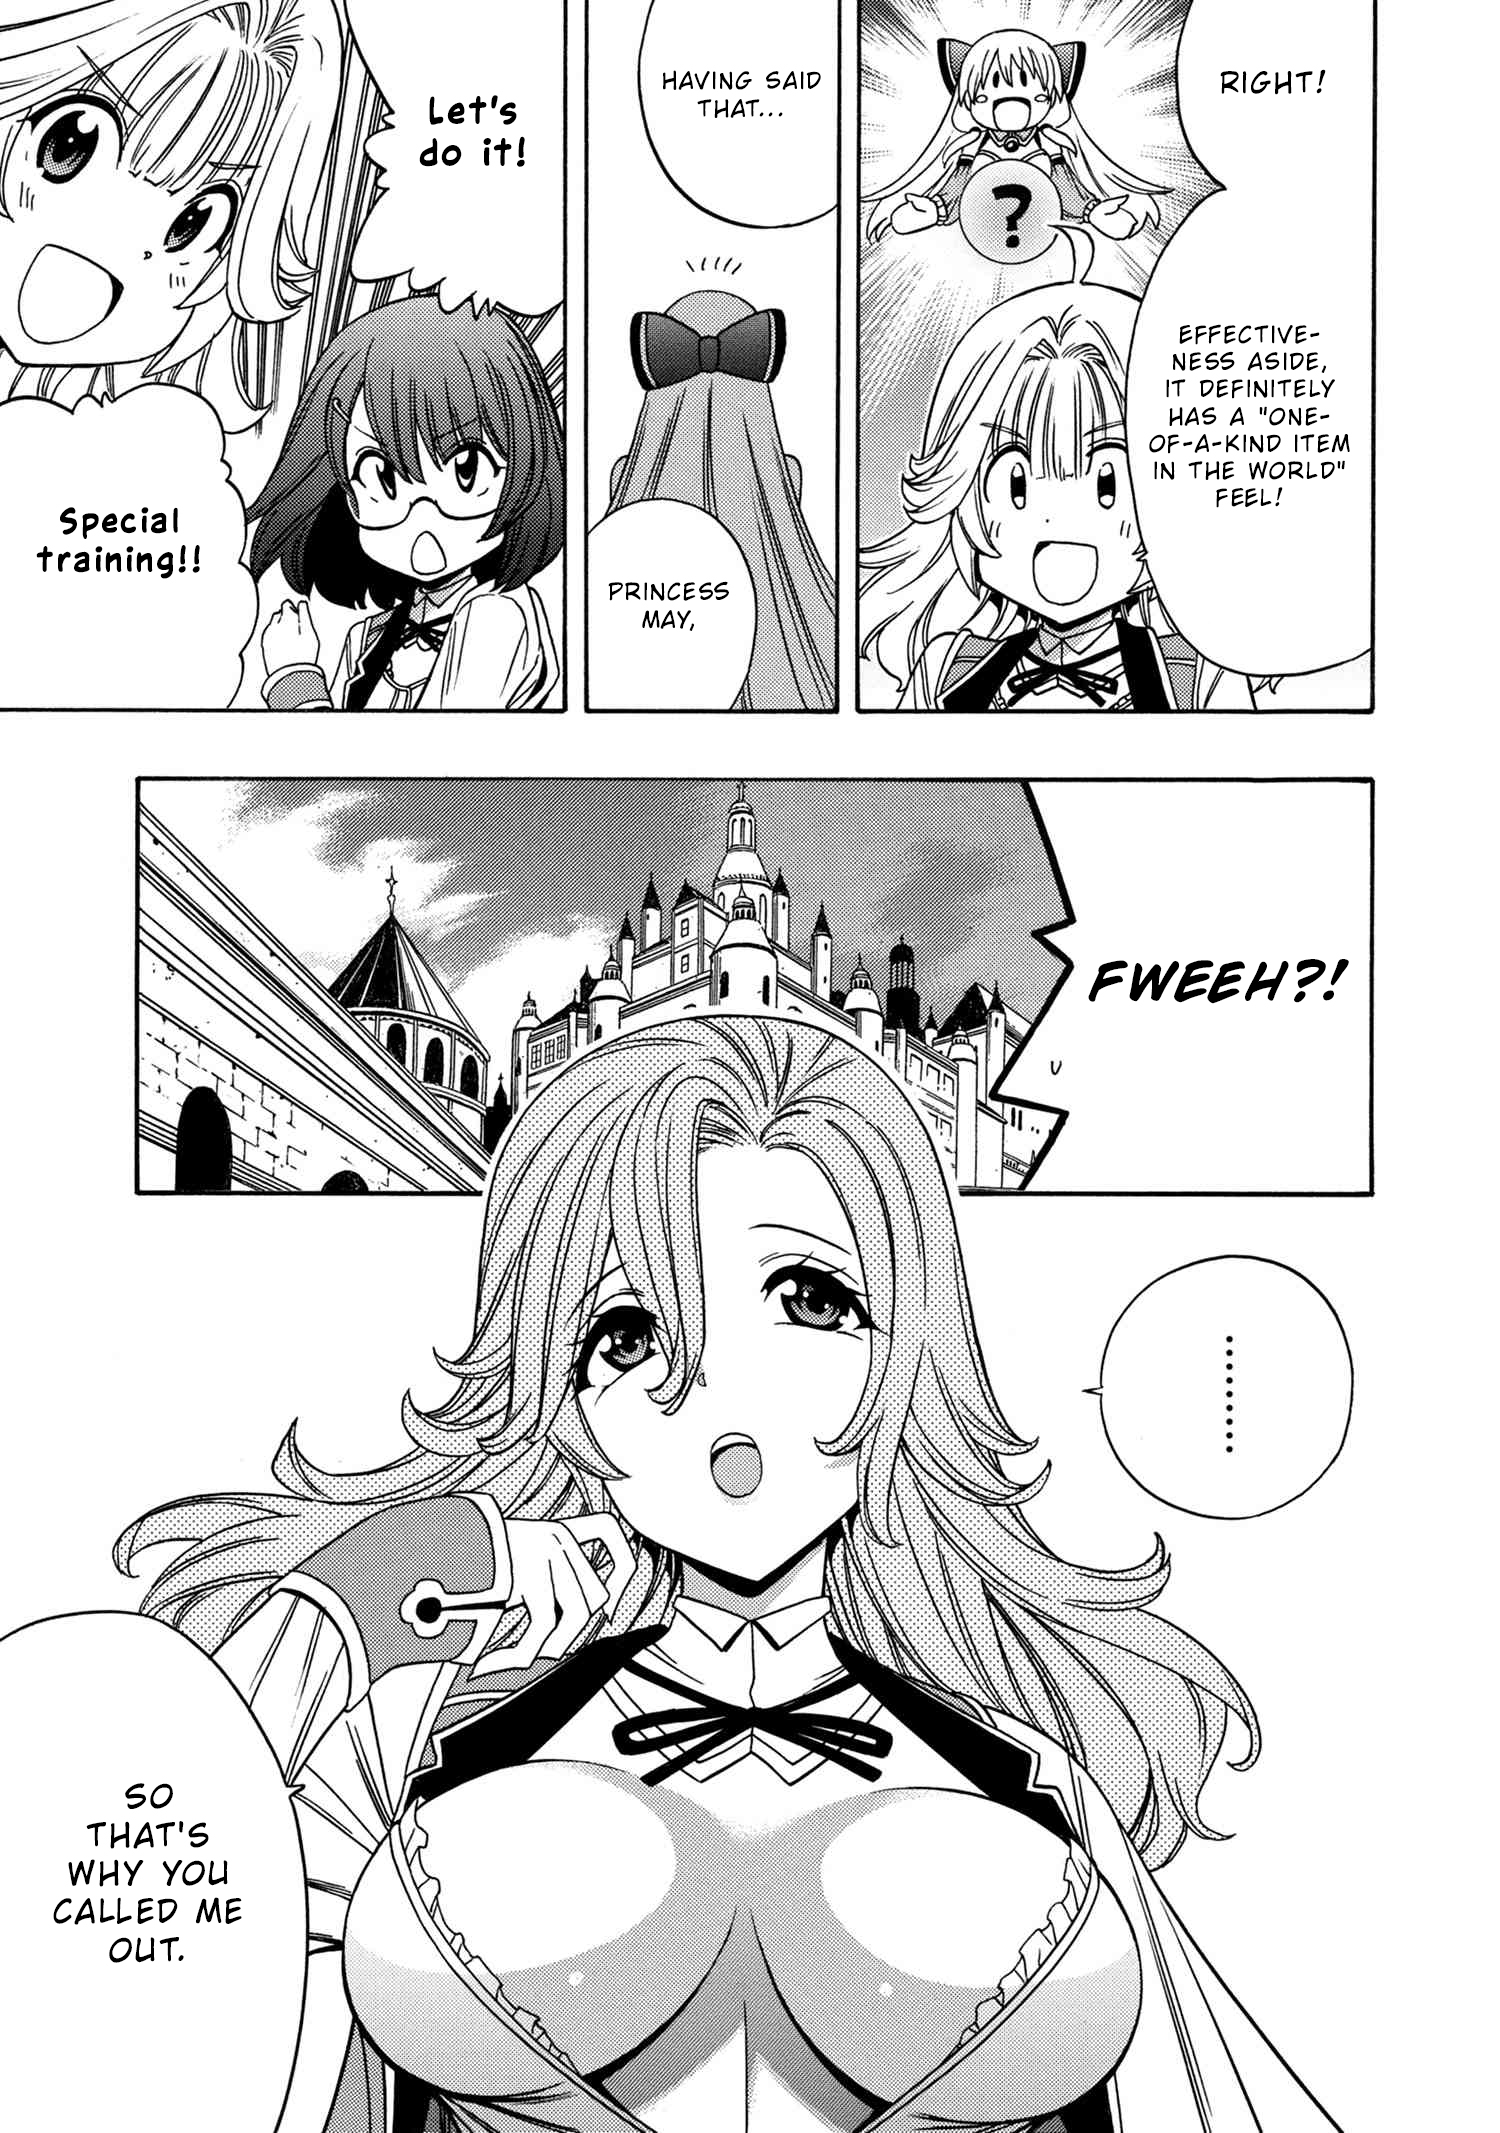 RIGHT!
?
EFFECTIVE-
NESS ASIDE,
IT DEFINITELY
HAS A "ONE-
OF-A-KIND ITEM
IN THE WORLD"
FEEL!
HAVING SAID
THAT...
PRINCESS
MAY,
Let's
do it!
Special
training!!
FWEEH?!
.........
SO
THAT'S
WHY YOU
CALLED ME
OUT.